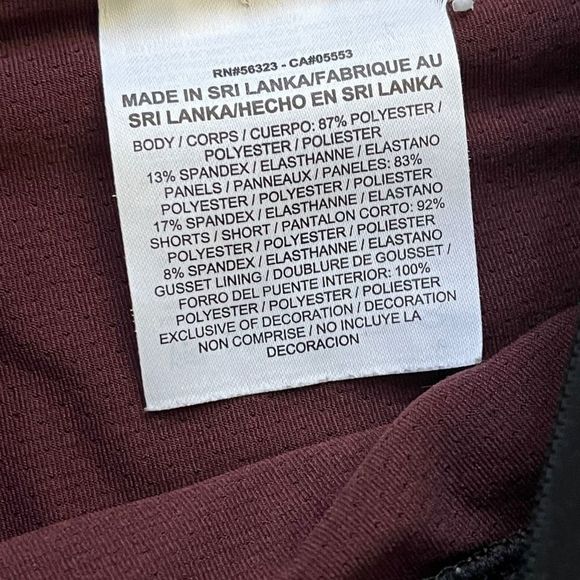 RN#56323 - CA#05553
MADE IN SRI LANKA/FABRIQUE AU
SRI LANKA/HECHO EN SRI LANKA
BODY / CORPS / CUERPO: 87% POLYESTER /
POLYESTER / POLIESTER
13% SPANDEX / ELASTHANNE / ELASTANO
PANELS / PANNEAUX / PANELES: 83%
POLYESTER / POLYESTER / POLIESTER
17% SPANDEX / ELASTHANNE / ELASTANO
SHORTS / SHORT / PANTALON CORTO: 92%
POLYESTER / POLYESTER / POLIESTER
8% SPANDEX / ELASTHANNE / ELASTANO
GUSSET LINING / DOUBLURE DE GOUSSET /
FORRO DEL PUENTE INTERIOR: 100%
POLYESTER / POLYESTER / POLIESTER
EXCLUSIVE OF DECORATION / DECORATION
NON COMPRISE / NO INCLUYE LA
DECORACION